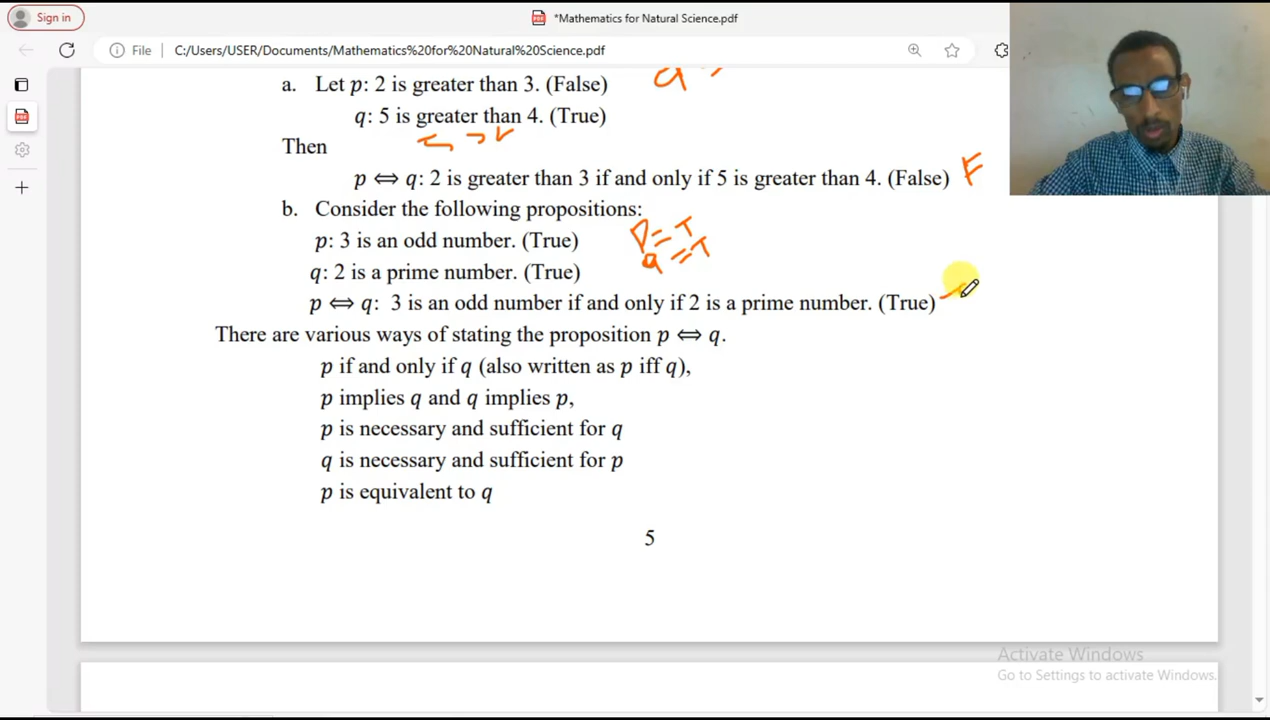 Sign in
*Mathematics for Natural Science.pdf
File
C:/Users/USER/Documents/Mathematics%20for%20Natural%20Science.pdf
a. Let p: 2 is greater than 3. (False)
q: 5 is greater than 4. (True)
Then
p ⟺ q: 2 is greater than 3 if and only if 5 is greater than 4. (False) F
b. Consider the following propositions:
p: 3 is an odd number. (True) P = T
q: 2 is a prime number. (True) q = T
p ⟺ q: 3 is an odd number if and only if 2 is a prime number. (True)
There are various ways of stating the proposition p ⟺ q.
p if and only if q (also written as p iff q),
p implies q and q implies p,
p is necessary and sufficient for q
q is necessary and sufficient for p
p is equivalent to q
5
Activate Windows
Go to Settings to activate Windows.